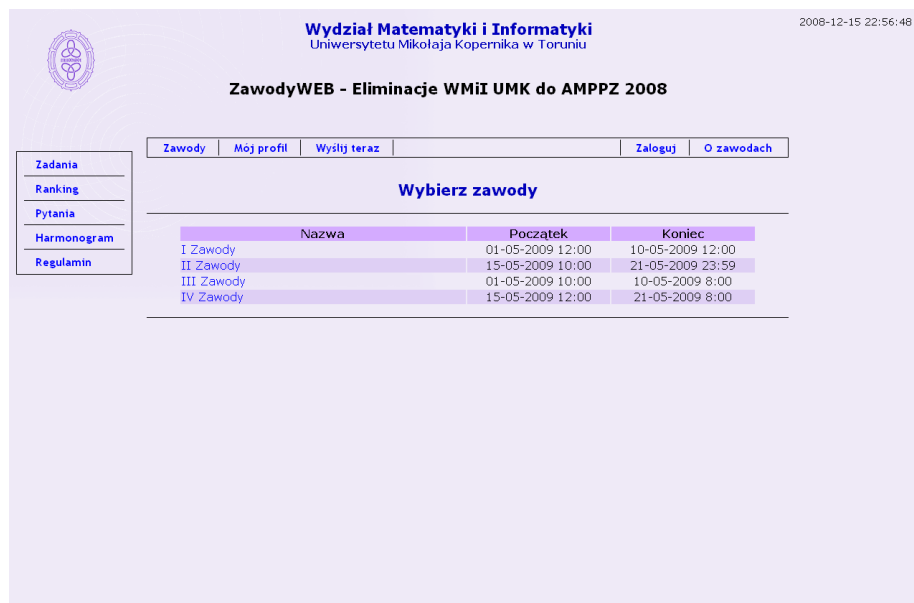 Wydział Matematyki i Informatyki
2008-12-15 22:56:48
Uniwersytetu Mikołaja Kopernika w Toruniu
ZawodyWEB - Eliminacje WMiI UMK do AMPPZ 2008
Zawody Mój profil Wyślij teraz Zaloguj O zawodach
Zadania
Ranking
Pytania
Harmonogram
Regulamin
Wybierz zawody
Nazwa Początek Koniec
I Zawody 01-05-2009 12:00 10-05-2009 12:00
II Zawody 15-05-2009 10:00 21-05-2009 23:59
III Zawody 01-05-2009 10:00 10-05-2009 8:00
IV Zawody 15-05-2009 12:00 21-05-2009 8:00